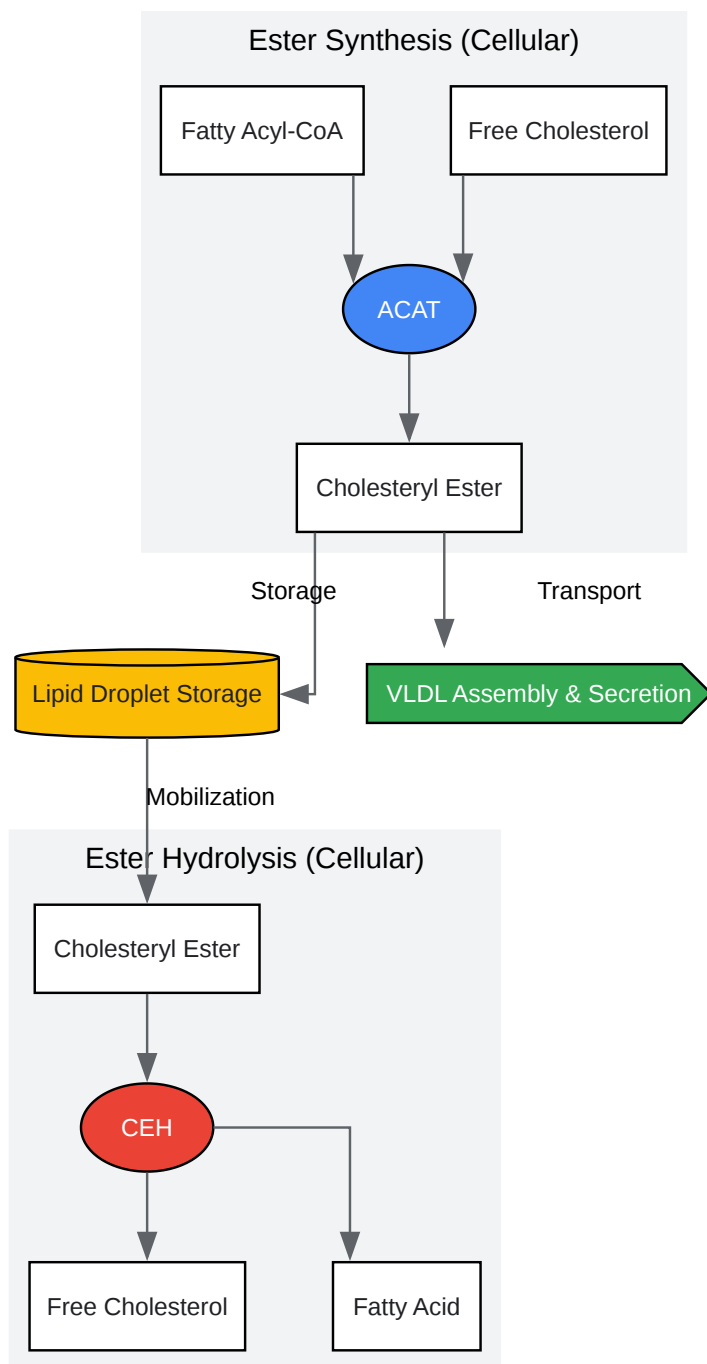 Ester Synthesis (Cellular)
Fatty Acyl-CoA
Free Cholesterol
ACAT
Cholesteryl Ester
Storage
Transport
Lipid Droplet Storage
VLDL Assembly & Secretion
Mobilization
Ester Hydrolysis (Cellular)
Cholesteryl Ester
CEH
Free Cholesterol
Fatty Acid